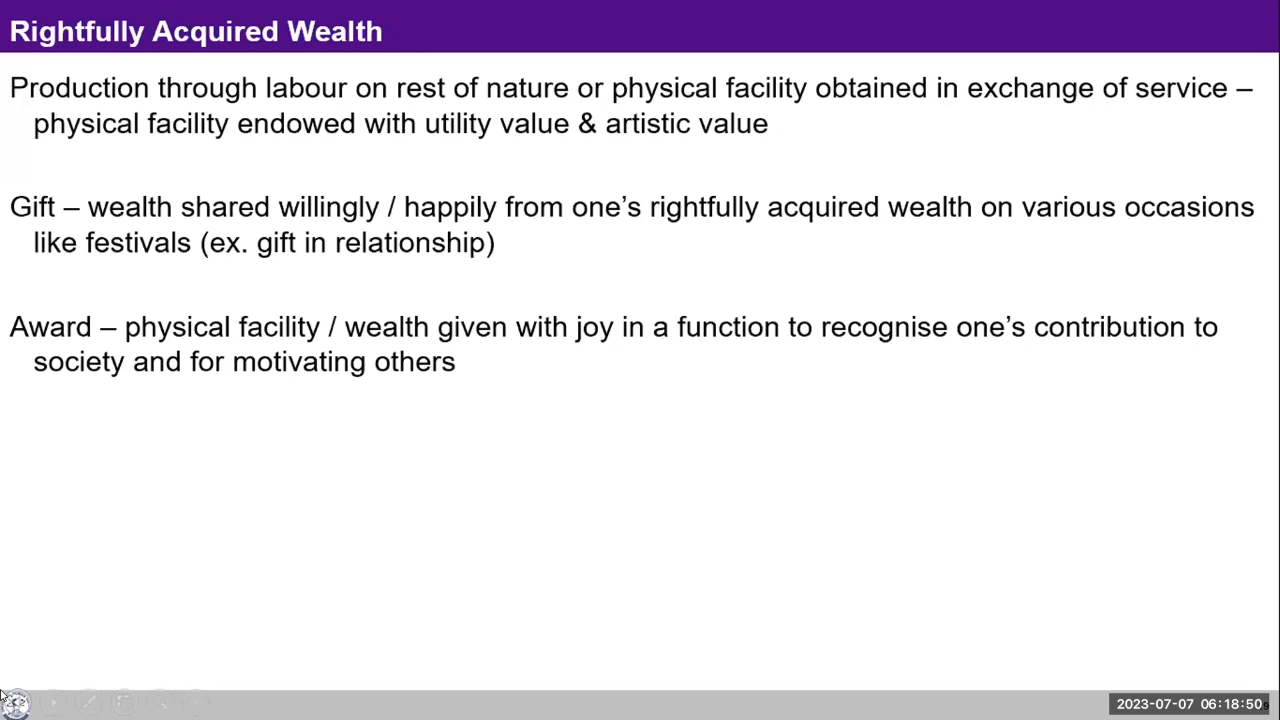 Rightfully Acquired Wealth
Production through labour on rest of nature or physical facility obtained in exchange of service –
physical facility endowed with utility value & artistic value
Gift – wealth shared willingly / happily from one’s rightfully acquired wealth on various occasions
like festivals (ex. gift in relationship)
Award – physical facility / wealth given with joy in a function to recognise one’s contribution to
society and for motivating others
2023-07-07 06:18:50